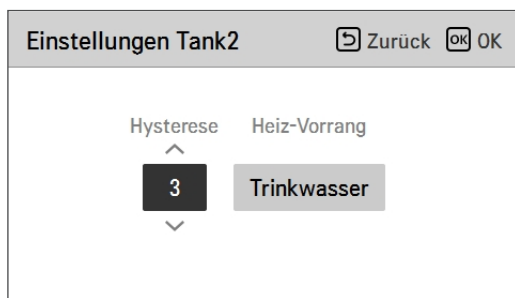 Einstellungen Tank2 Zurück OK OK
Hysterese Heiz-Vorrang
3 Trinkwasser